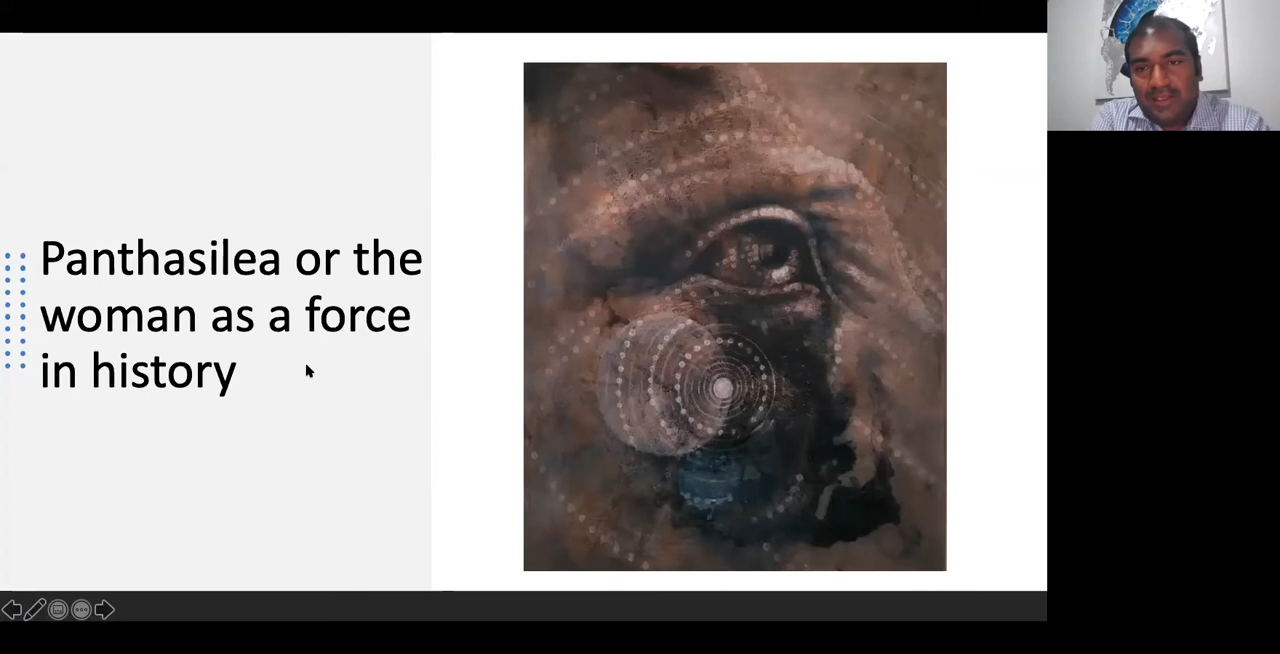 Panthasilea or the
woman as a force
in history